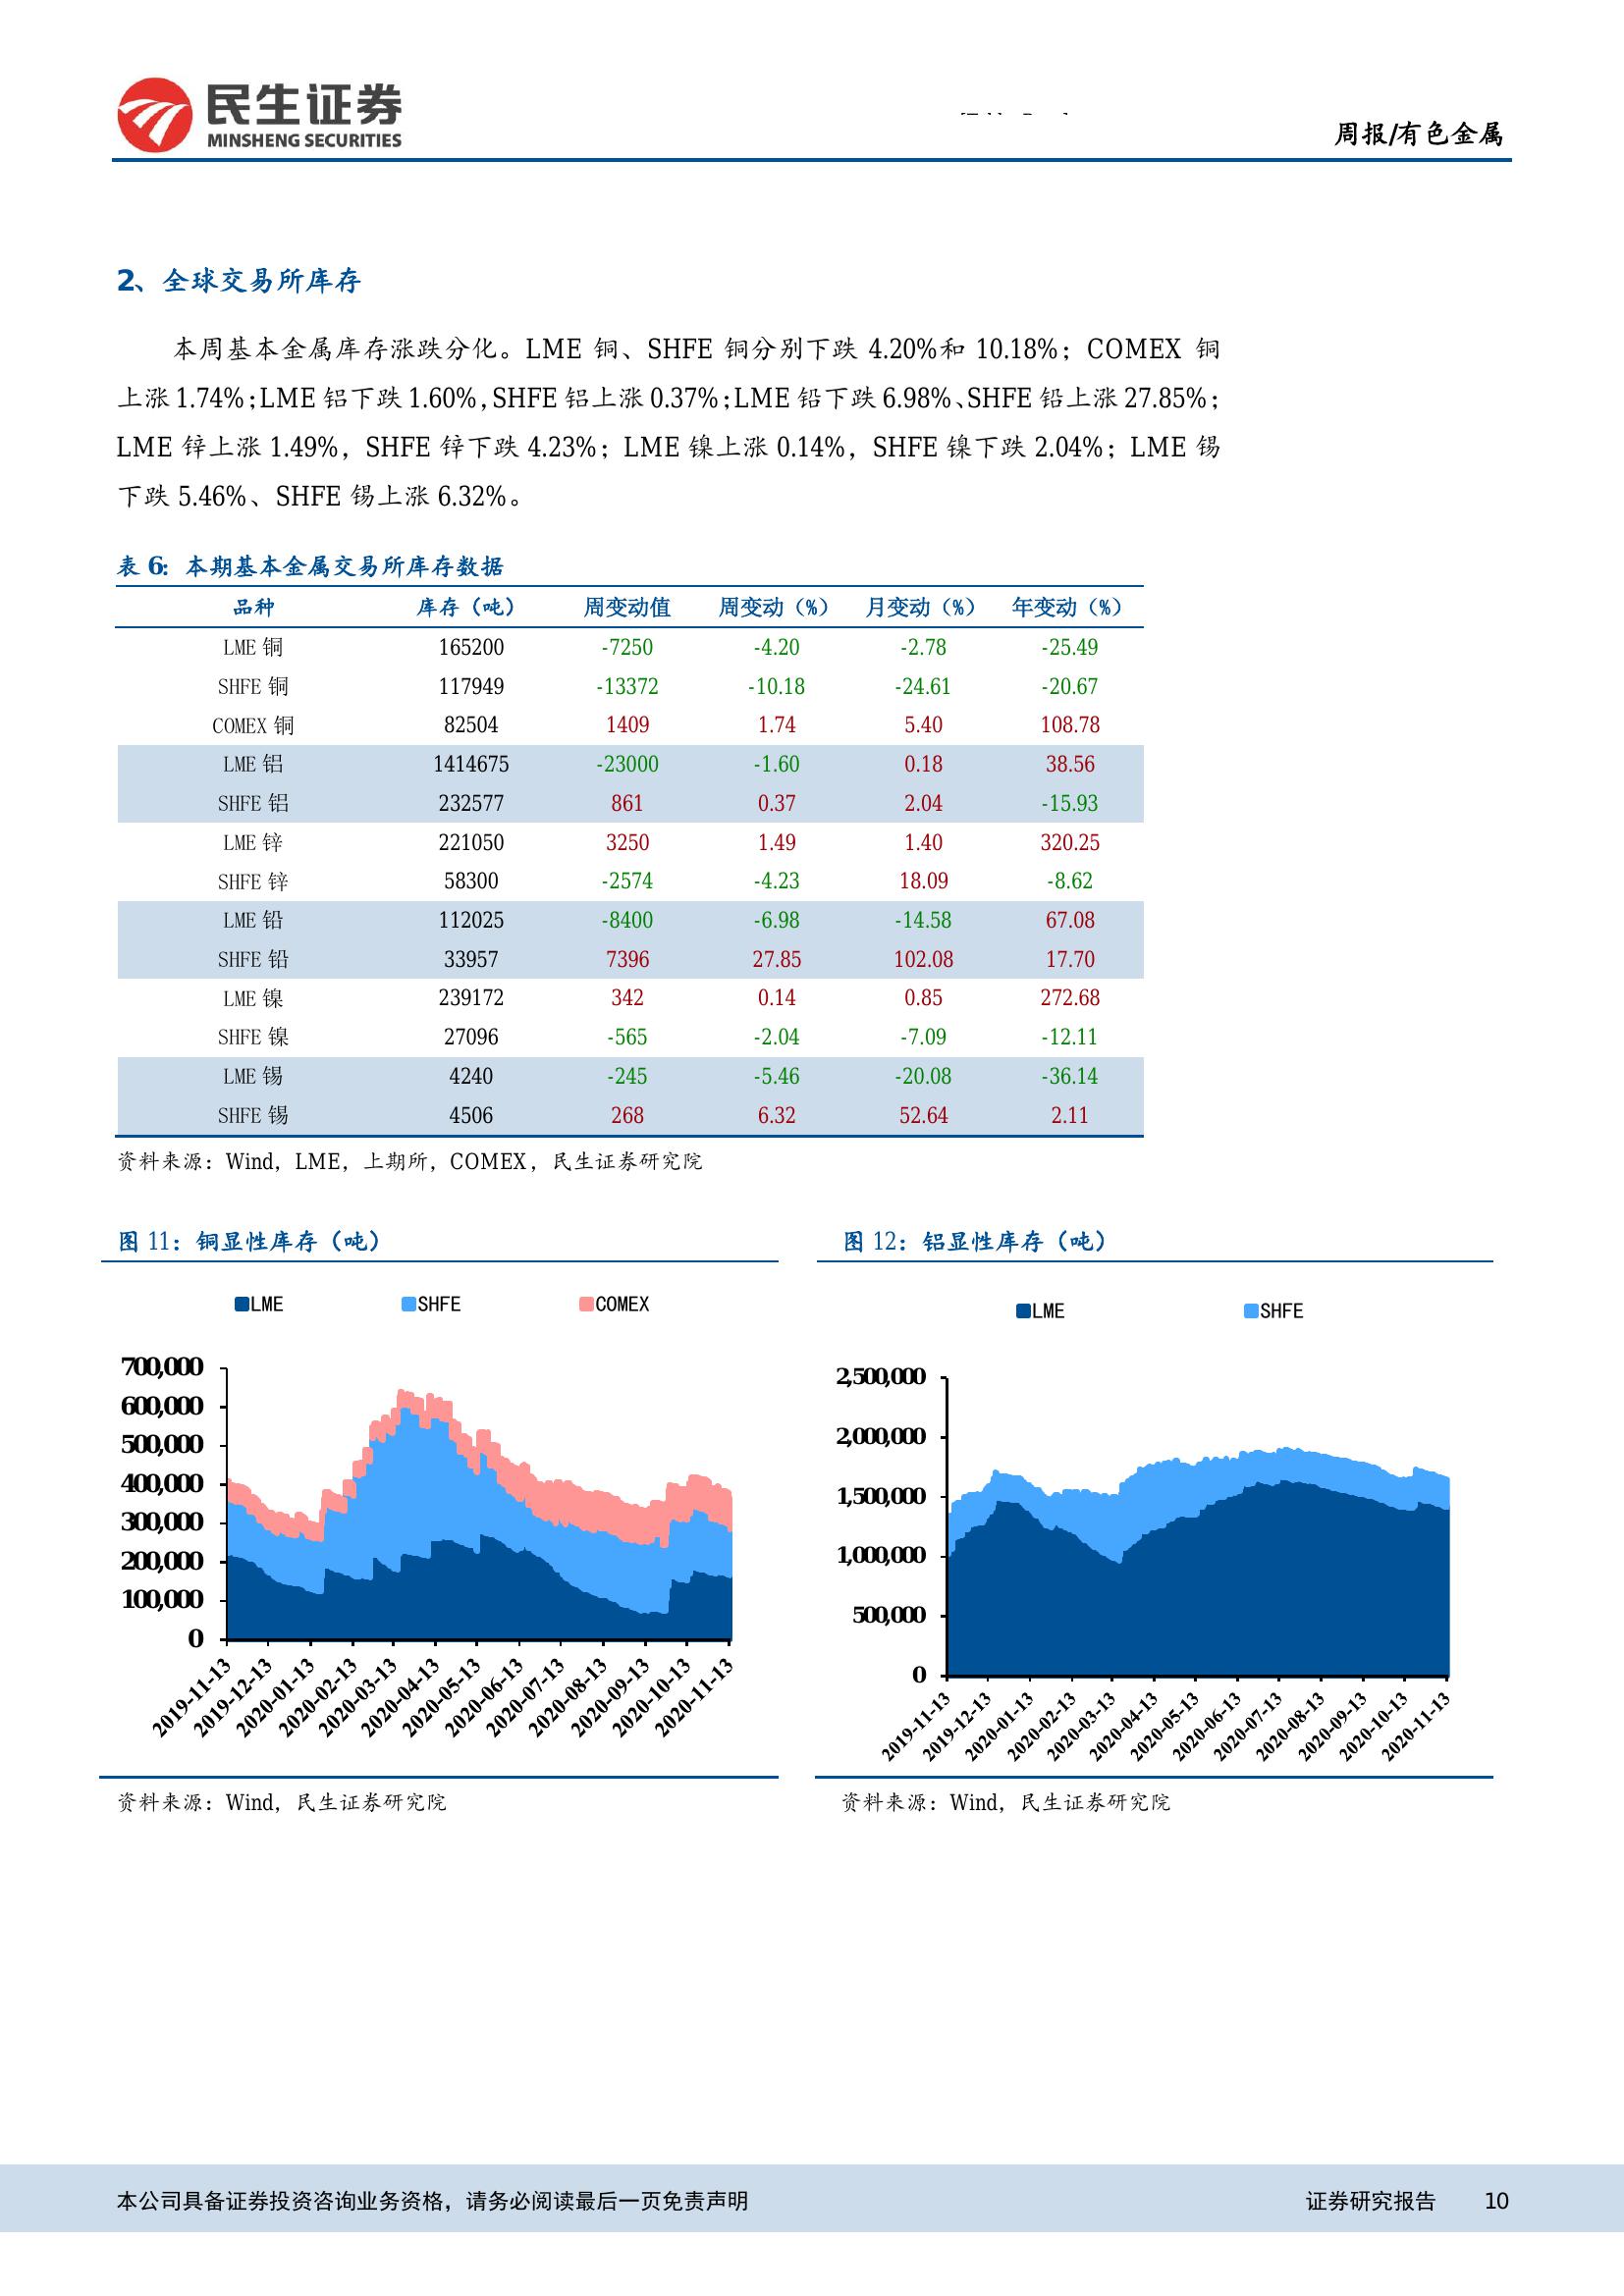 民生证券
MINSHENG SECURITIES
周报/有色金属
2、全球交易所库存
本周基本金属库存涨跌分化。LME 铜、SHFE 铜分别下跌 4.20%和 10.18%；COMEX 铜
上涨 1.74%；LME 铝下跌 1.60%，SHFE 铝上涨 0.37%；LME 铅下跌 6.98%、SHFE 铅上涨 27.85%；
LME 锌上涨 1.49%，SHFE 锌下跌 4.23%；LME 镍上涨 0.14%，SHFE 镍下跌 2.04%；LME 锡
下跌 5.46%、SHFE 锡上涨 6.32%。
表 6：本期基本金属交易所库存数据
品种 库存（吨） 周变动值 周变动（%） 月变动（%） 年变动（%）
LME 铜 165200 -7250 -4.20 -2.78 -25.49
SHFE 铜 117949 -13372 -10.18 -24.61 -20.67
COMEX 铜 82504 1409 1.74 5.40 108.78
LME 铝 1414675 -23000 -1.60 0.18 38.56
SHFE 铝 232577 861 0.37 2.04 -15.93
LME 锌 221050 3250 1.49 1.40 320.25
SHFE 锌 58300 -2574 -4.23 18.09 -8.62
LME 铅 112025 -8400 -6.98 -14.58 67.08
SHFE 铅 33957 7396 27.85 102.08 17.70
LME 镍 239172 342 0.14 0.85 272.68
SHFE 镍 27096 -565 -2.04 -7.09 -12.11
LME 锡 4240 -245 -5.46 -20.08 -36.14
SHFE 锡 4506 268 6.32 52.64 2.11
资料来源：Wind，LME，上期所，COMEX，民生证券研究院
图 11：铜显性库存（吨）
LME SHFE COMEX
700,000
600,000
500,000
400,000
300,000
200,000
100,000
0
2019-11-13 2019-12-13 2020-01-13 2020-02-13 2020-03-13 2020-04-13 2020-05-13 2020-06-13 2020-07-13 2020-08-13 2020-09-13 2020-10-13 2020-11-13
资料来源：Wind，民生证券研究院
图 12：铝显性库存（吨）
LME SHFE
2,500,000
2,000,000
1,500,000
1,000,000
500,000
0
2019-11-13 2019-12-13 2020-01-13 2020-02-13 2020-03-13 2020-04-13 2020-05-13 2020-06-13 2020-07-13 2020-08-13 2020-09-13 2020-10-13 2020-11-13
资料来源：Wind，民生证券研究院
本公司具备证券投资咨询业务资格，请务必阅读最后一页免责声明 证券研究报告 10